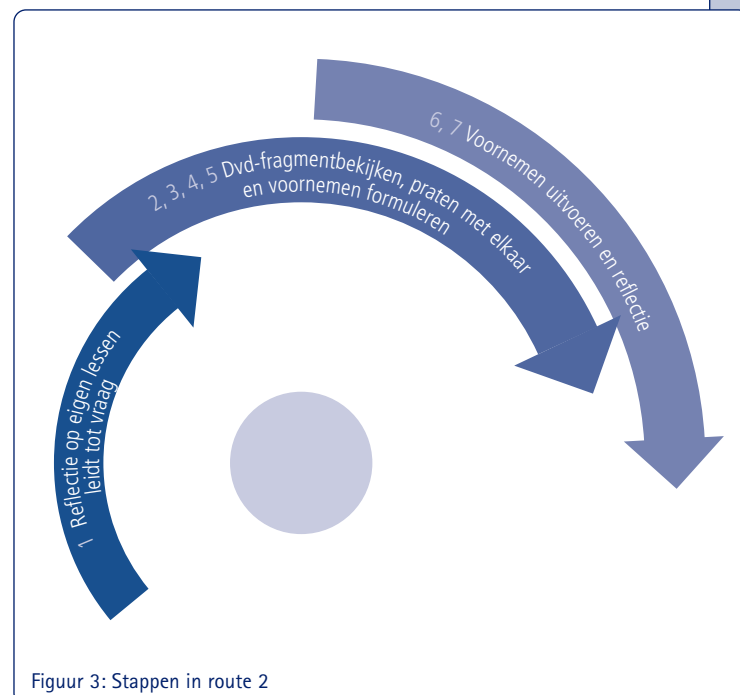 1 Reflectie op eigen lessen
leidt tot vraag
2, 3, 4, 5 Dvd-fragmentbekijken, praten met elkaar
en voornemen formuleren
6, 7 Voornemen uitvoeren en reflectie
Figuur 3: Stappen in route 2